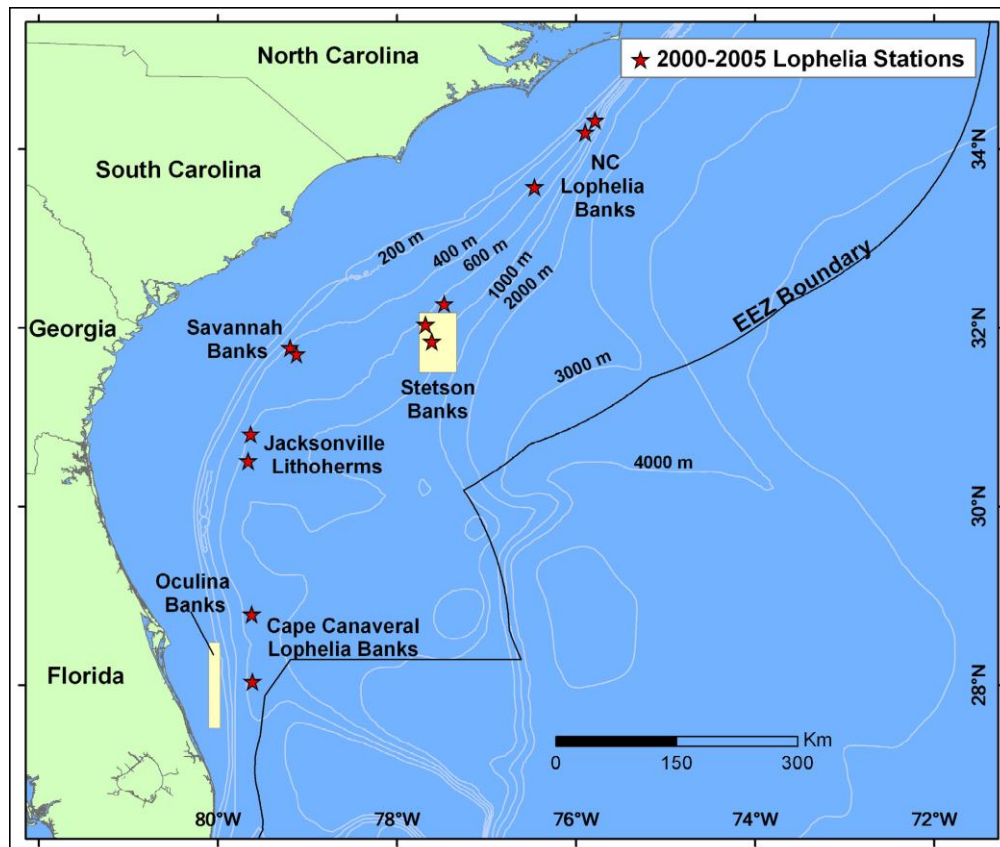 North Carolina
★ 2000-2005 Lophelia Stations
South Carolina
34°N
NC
Lophelia
Banks
200 m
400 m
600 m
1000 m
2000 m
EEZ Boundary
Georgia
Savannah
Banks
32°N
3000 m
Stetson
Banks
Jacksonville
Lithoherms
4000 m
30°N
Oculina
Banks
Cape Canaveral
Lophelia Banks
Florida
28°N
Km
0 150 300
80°W 78°W 76°W 74°W 72°W